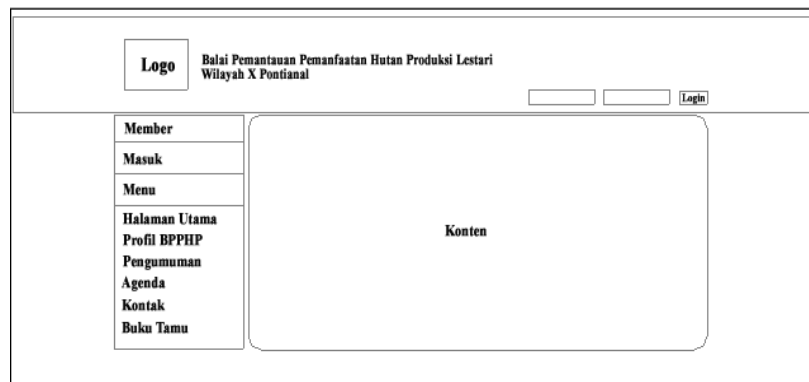 Logo
Balai Pemantauan Pemanfaatan Hutan Produksi Lestari
Wilayah X Pontianal
Login
Member
Masuk
Menu
Halaman Utama
Profil BPPHP
Pengumuman
Agenda
Kontak
Buku Tamu
Konten